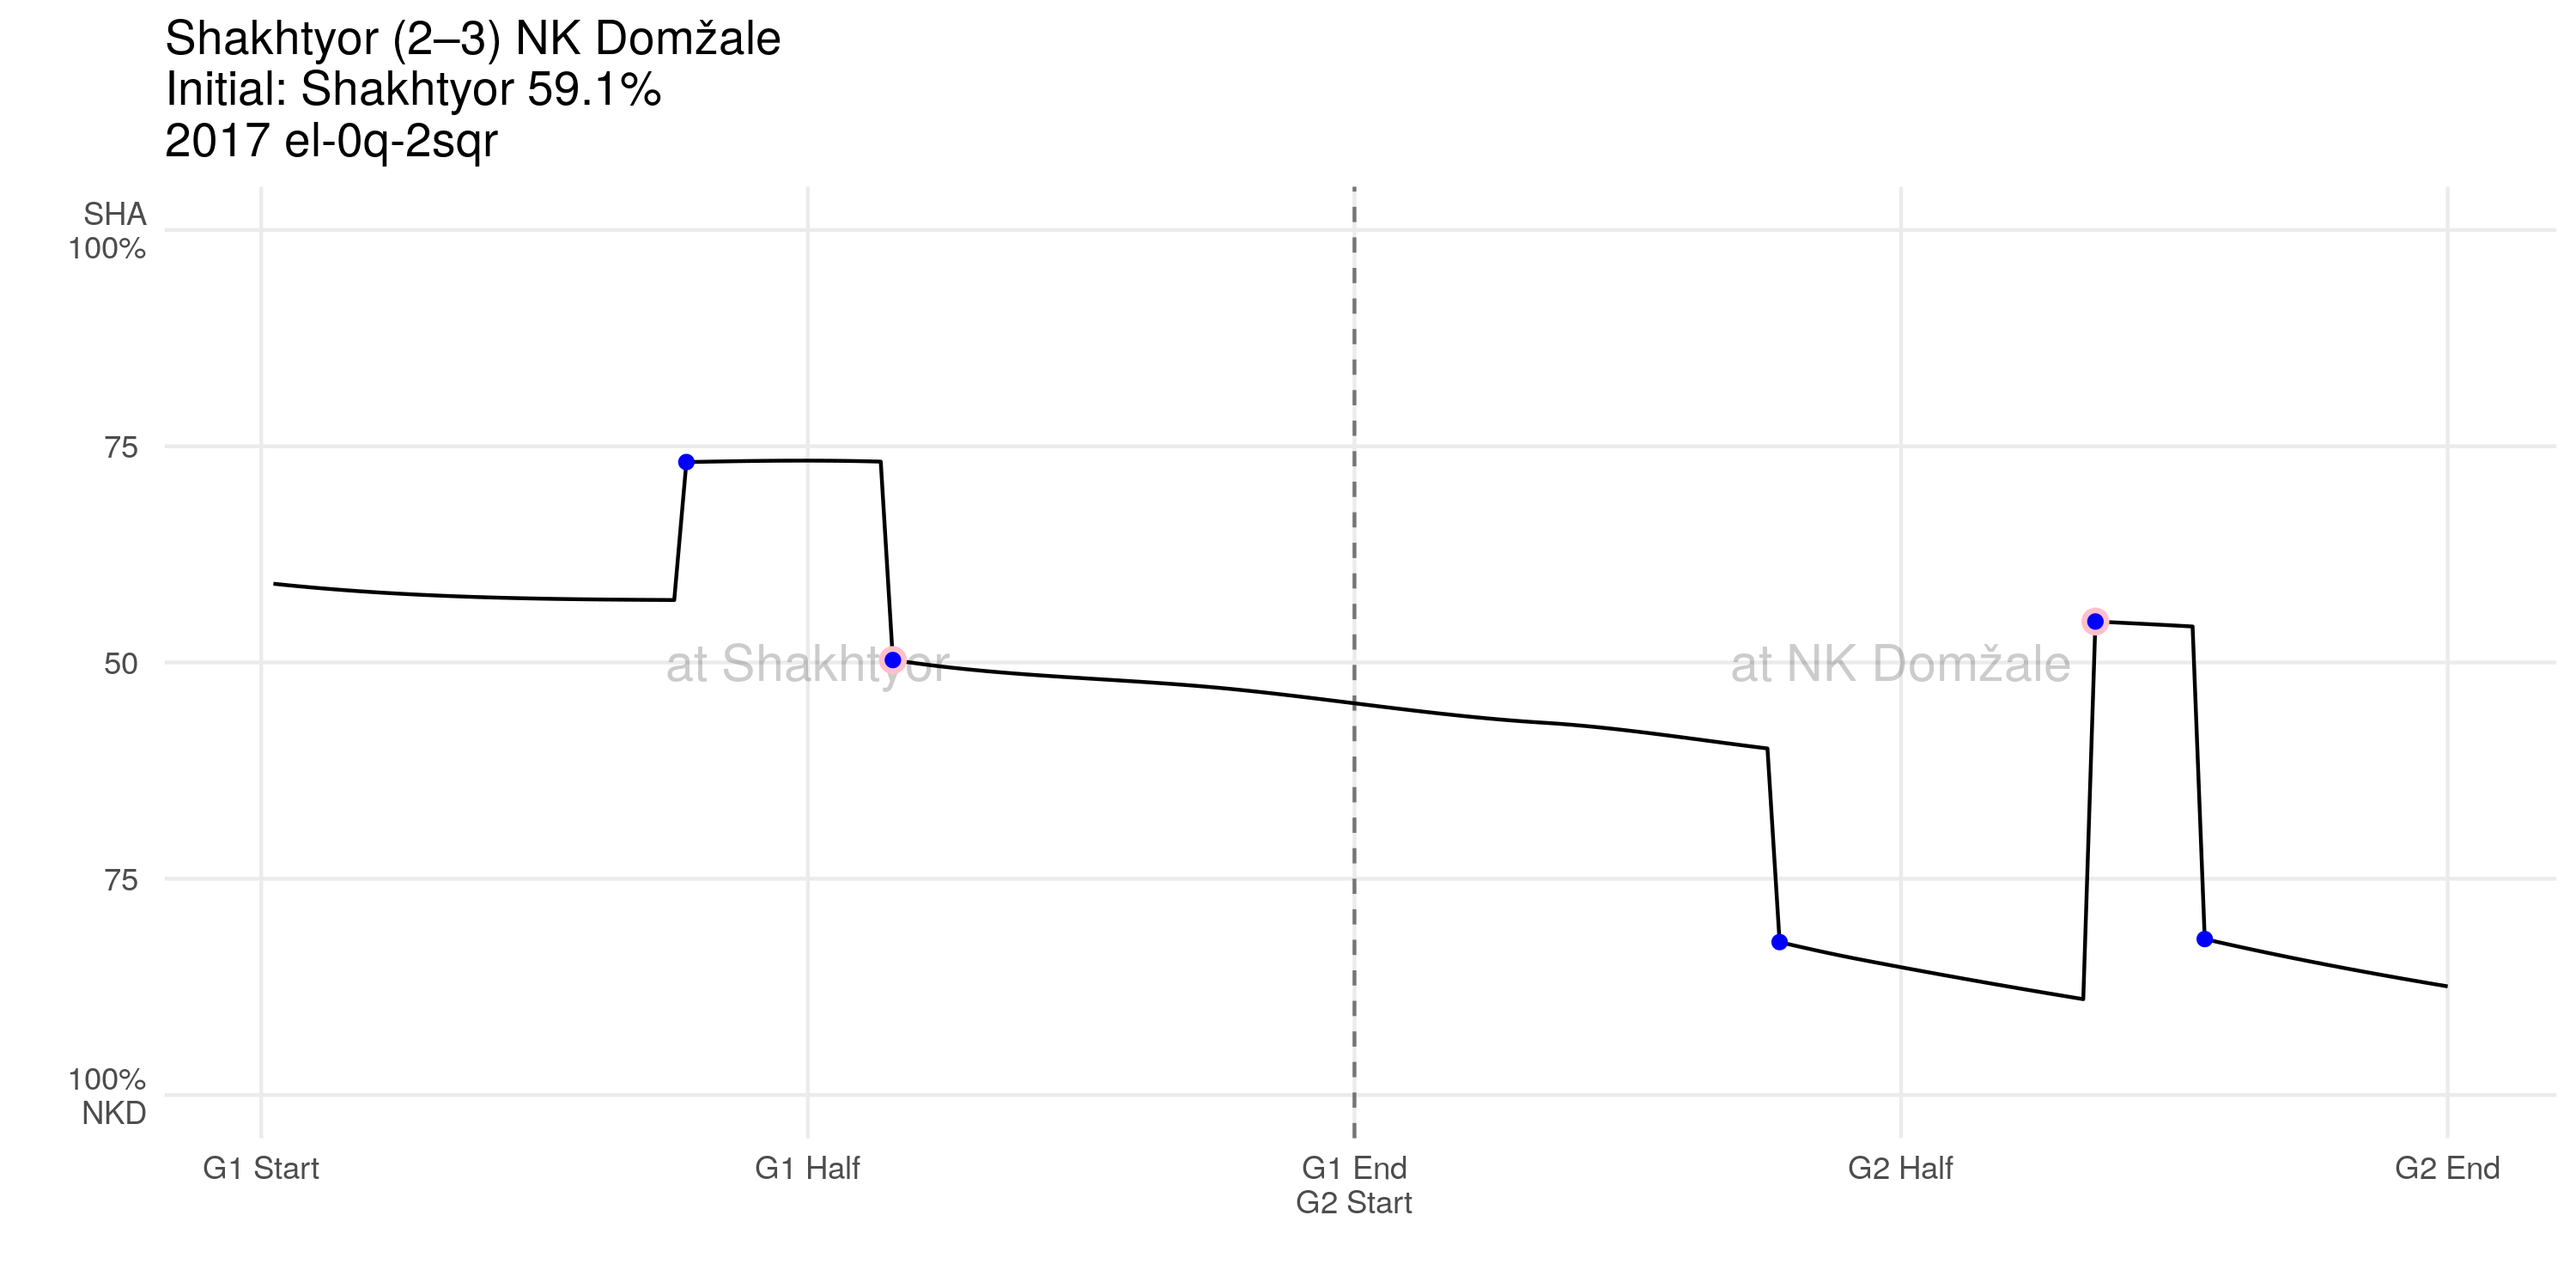 Shakhtyor (2–3) NK Domžale
Initial: Shakhtyor 59.1%
2017 el-0q-2sqr
SHA
100%
75
50
75
100%
NKD
at Shakhtyor
at NK Domžale
G1 Start
G1 Half
G1 End
G2 Start
G2 Half
G2 End